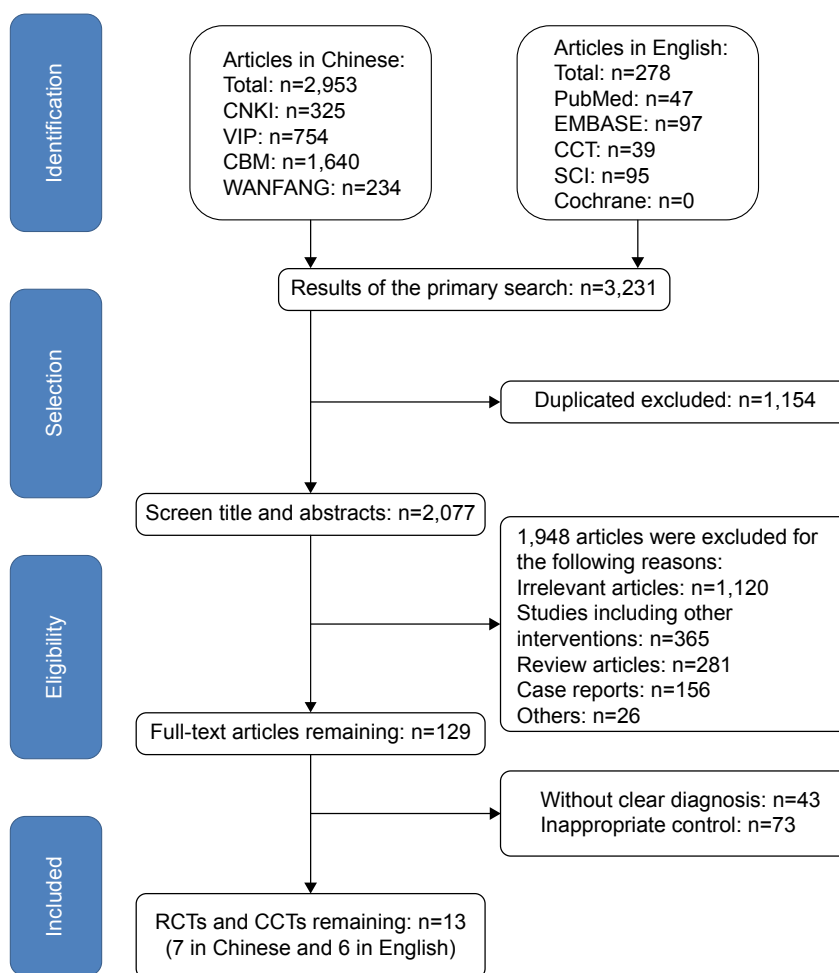 Identification
Articles in Chinese:
Total: n=2,953
CNKI: n=325
VIP: n=754
CBM: n=1,640
WANFANG: n=234
Articles in English:
Total: n=278
PubMed: n=47
EMBASE: n=97
CCT: n=39
SCI: n=95
Cochrane: n=0
Results of the primary search: n=3,231
Selection
Duplicated excluded: n=1,154
Screen title and abstracts: n=2,077
Eligibility
1,948 articles were excluded for
the following reasons:
Irrelevant articles: n=1,120
Studies including other
interventions: n=365
Review articles: n=281
Case reports: n=156
Others: n=26
Full-text articles remaining: n=129
Without clear diagnosis: n=43
Inappropriate control: n=73
Included
RCTs and CCTs remaining: n=13
(7 in Chinese and 6 in English)